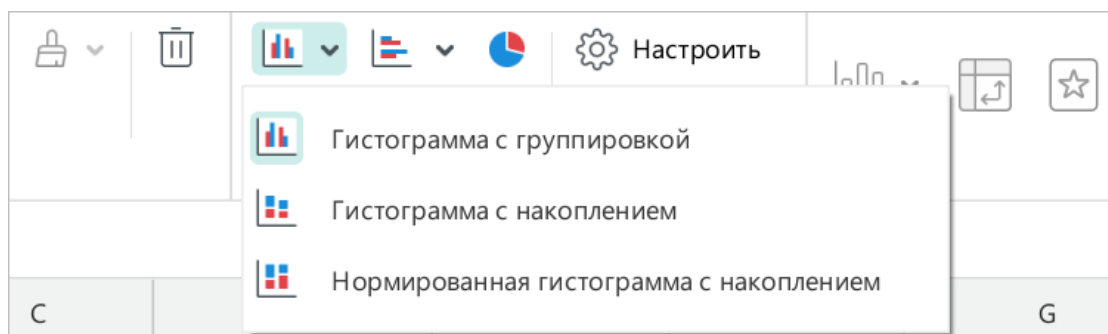 Настроить
Гистограмма с группировкой
Гистограмма с накоплением
Нормированная гистограмма с накоплением
C
G